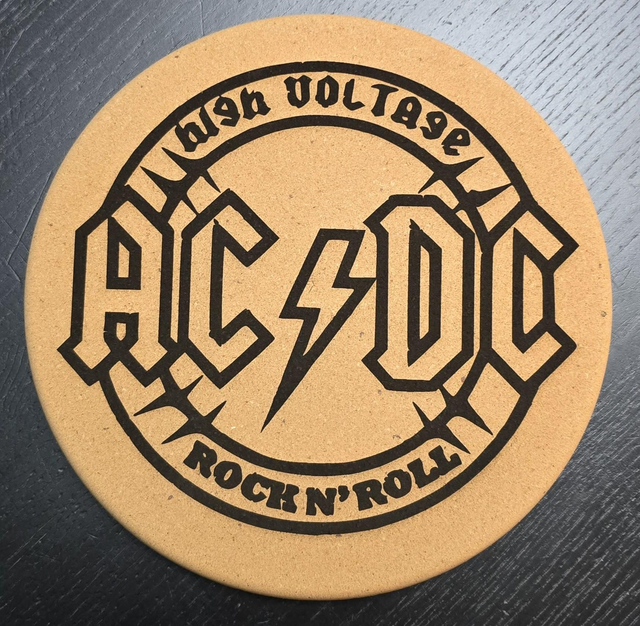 high VOLTAge
AC⚡DC
ROCK N' ROLL